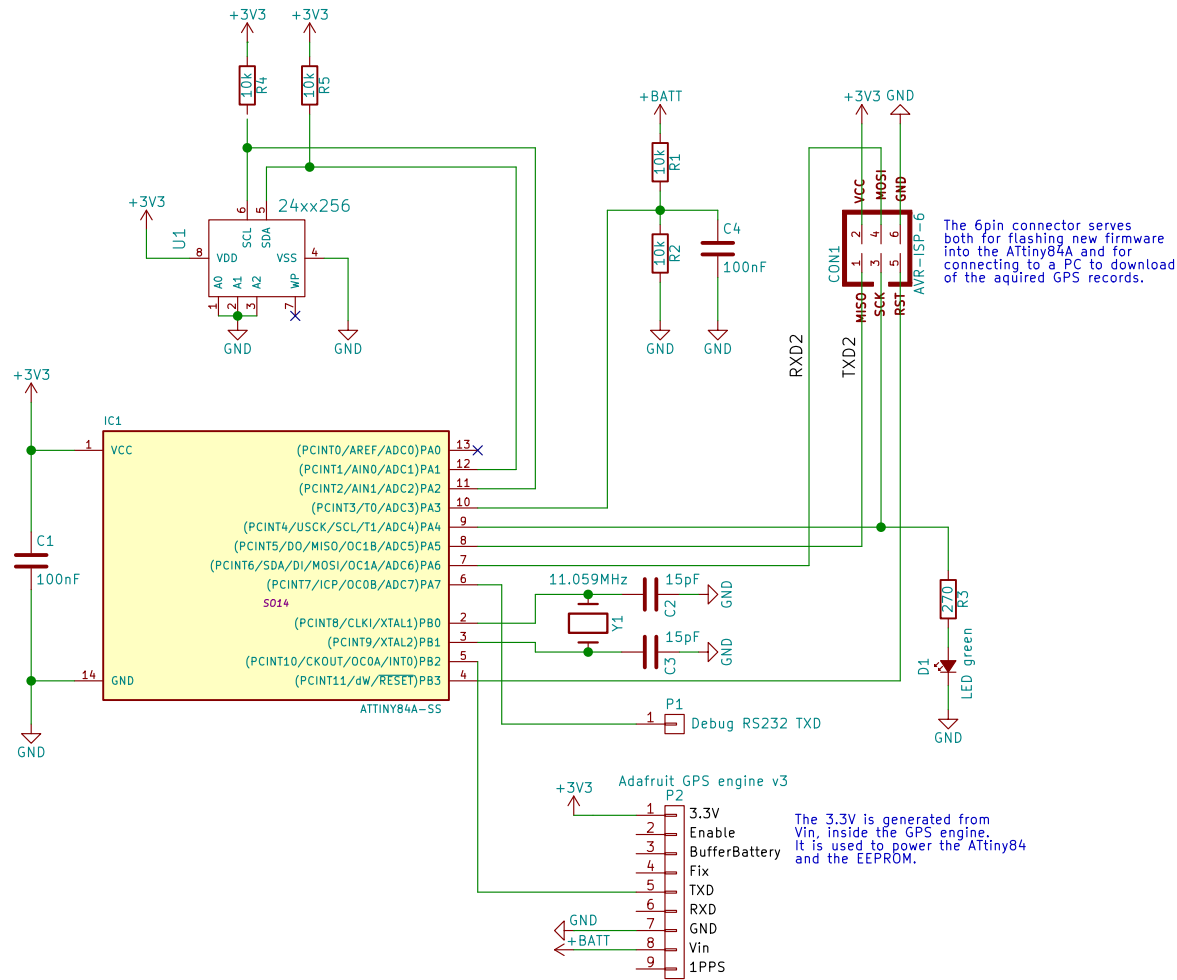 +3V3
+3V3
10k
R4
10k
R5
+BATT
+3V3
GND
10k
R1
VCC
MOSI
GND
+3V3
U1
24xx256
6
5
SCL
SDA
8
VDD
VSS
4
A0
A1
A2
WP
1
2
3
7
GND
GND
10k
R2
C4
100nF
GND
GND
CON1
2
4
6
1
3
5
AVR-ISP-6
MISO
SCK
RST
The 6pin connector serves
both for flashing new firmware
into the ATtiny84A and for
connecting to a PC to download
of the aquired GPS records.
RXD2
TXD2
+3V3
IC1
1
VCC
(PCINT0/AREF/ADC0)PA0
13
(PCINT1/AIN0/ADC1)PA1
12
(PCINT2/AIN1/ADC2)PA2
11
(PCINT3/T0/ADC3)PA3
10
(PCINT4/USCK/SCL/T1/ADC4)PA4
9
(PCINT5/DO/MISO/OC1B/ADC5)PA5
8
(PCINT6/SDA/DI/MOSI/OC1A/ADC6)PA6
7
(PCINT7/ICP/OC0B/ADC7)PA7
6
SO14
(PCINT8/CLKI/XTAL1)PB0
2
(PCINT9/XTAL2)PB1
3
(PCINT10/CKOUT/OC0A/INT0)PB2
5
14
GND
(PCINT11/dW/RESET)PB3
4
ATTINY84A-SS
C1
100nF
GND
11.059MHz
15pF
C2
GND
Y1
15pF
C3
GND
270
R3
D1
LED green
GND
P1
1
Debug RS232 TXD
Adafruit GPS engine v3
P2
+3V3
1
3.3V
2
Enable
3
BufferBattery
4
Fix
5
TXD
6
RXD
GND
7
GND
+BATT
8
Vin
9
1PPS
The 3.3V is generated from
Vin, inside the GPS engine.
It is used to power the ATtiny84
and the EEPROM.